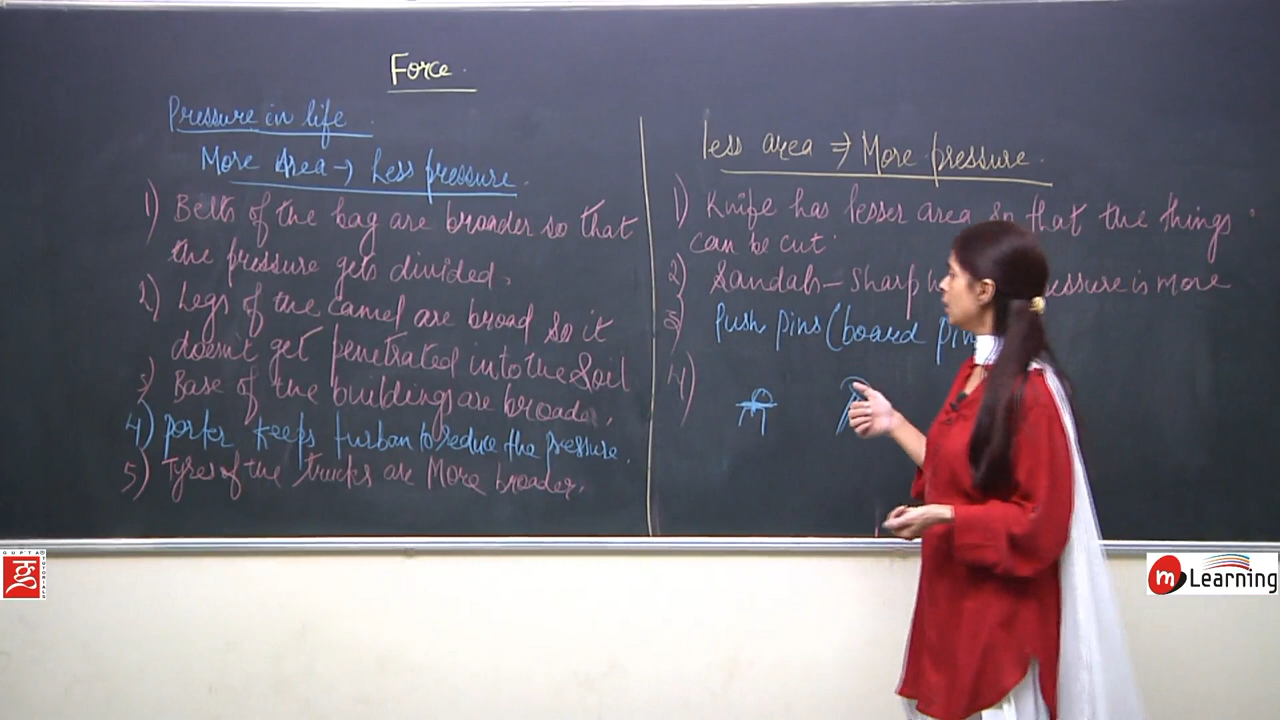 Force.
Pressure in life
More Area → Less pressure.
1) Belts of the bag are broader so that
the pressure gets divided.
2) Legs of the camel are broad so it
doesn't get penetrated into the Soil
3) Base of the buildings are broader.
4) Porter keeps turban to reduce the pressure.
5) Tyres of the trucks are More broader.
less area ⇒ More pressure.
1) Knife has lesser area so that the things
can be cut.
2) Sandals – Sharp is more
3) Push pins (board pin
4)
GUPTA TUTORIALS
m Learning